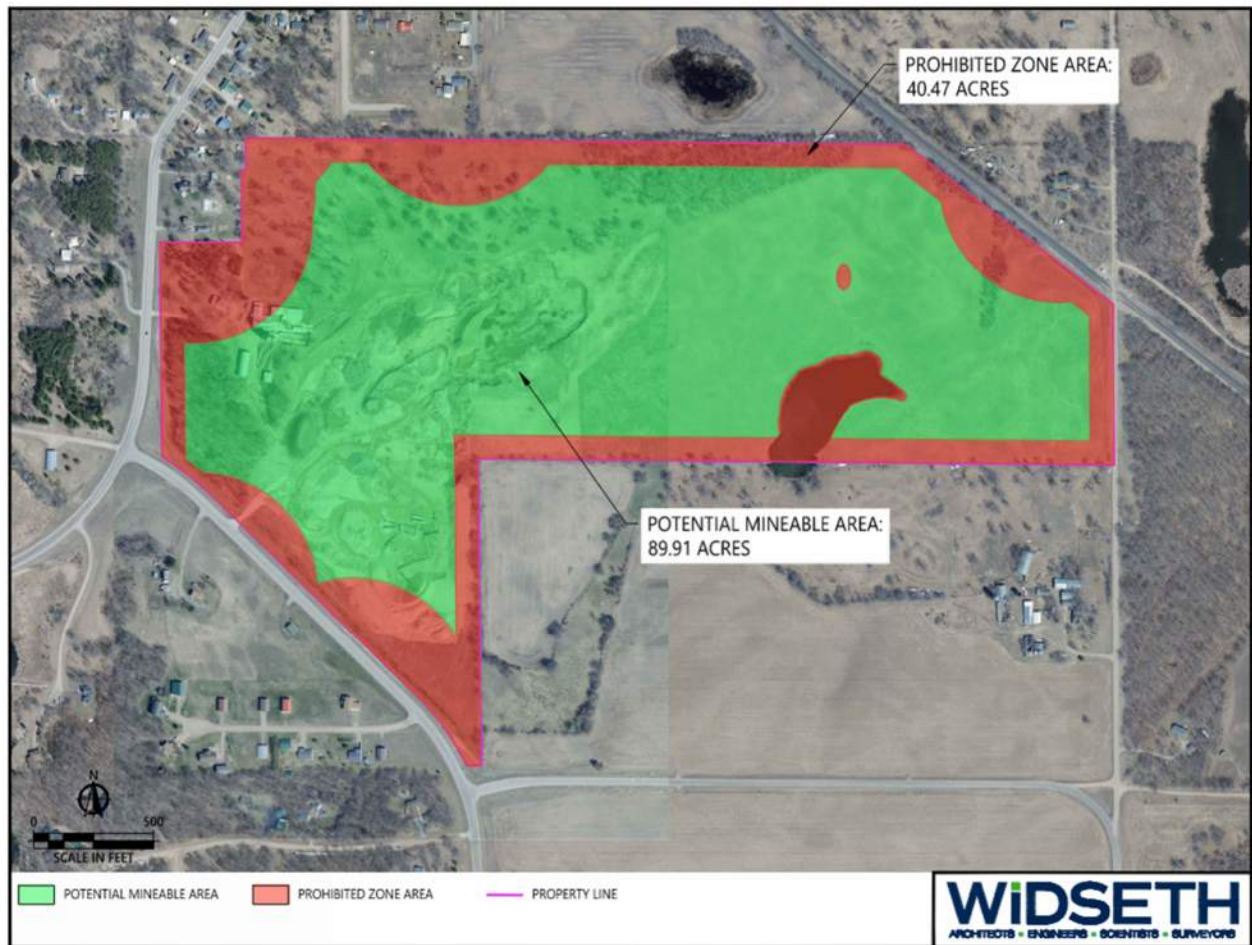 PROHIBITED ZONE AREA:
40.47 ACRES
POTENTIAL MINEABLE AREA:
89.91 ACRES
N
0 500
SCALE IN FEET
POTENTIAL MINEABLE AREA PROHIBITED ZONE AREA PROPERTY LINE
WiDSETH
ARCHITECTS ▪ ENGINEERS ▪ SCIENTISTS ▪ SURVEYORS